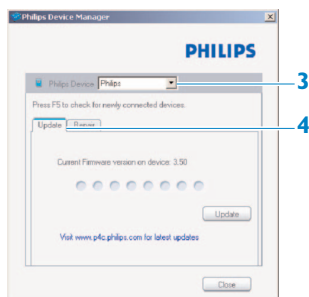 Philips Device Manager
PHILIPS
Philips Device Philips
3
Press F5 to check for newly connected devices.
4
Update Repair
Current Firmware version on device: 3.50
Update
Visit www.p4c.philips.com for latest updates
Close